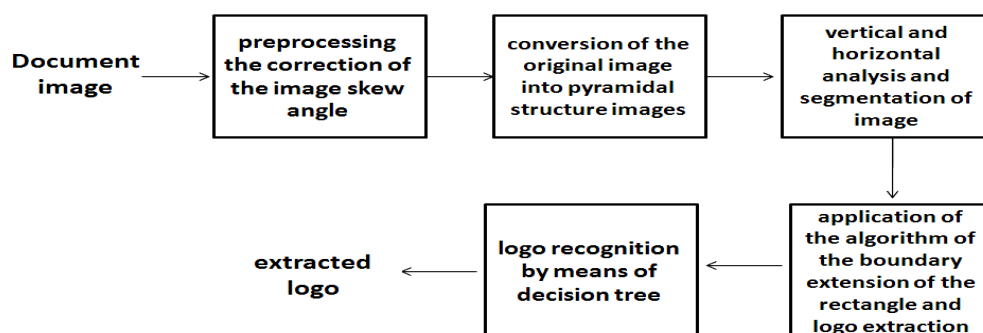 Document
image
preprocessing
the correction of
the image skew
angle
conversion of the
original image
into pyramidal
structure images
vertical and
horizontal
analysis and
segmentation of
image
application of
the algorithm of
the boundary
extension of the
rectangle and
logo extraction
logo recognition
by means of
decision tree
extracted
logo